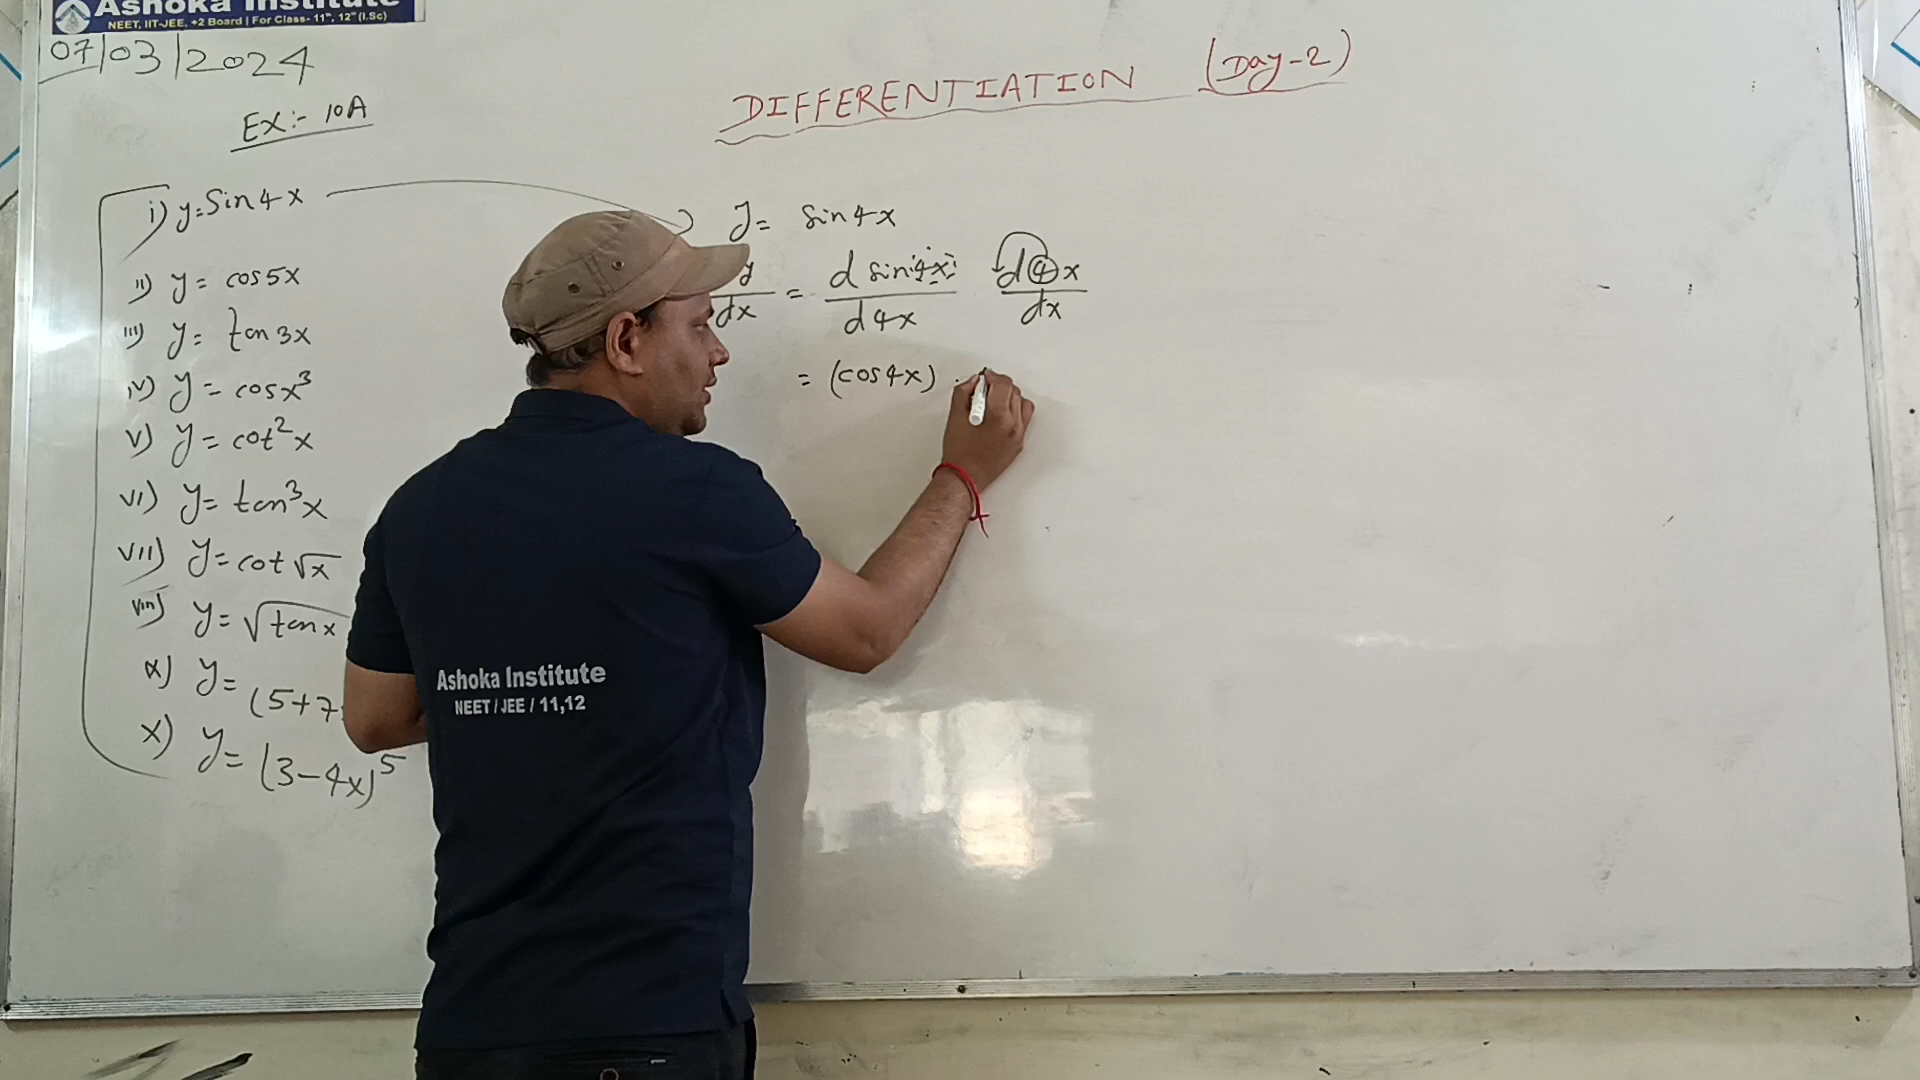 Ashoka Institute
NEET, IIT-JEE, +2 Board | For Class- 11th, 12th (I.Sc)
07/03/2024
DIFFERENTIATION (Day-2)
EX:- 10A
i) y=Sin4x
ii) y = cos5x
iii) y = tan 3x
iv) y = cosx³
v) y = cot²x
vi) y = tan³x
vii) y = cot √x
viii) y = √tanx
ix) y = (5+7
x) y = (3-4x)⁵
y = sin4x
y/dx = d sin4x/d4x d4x/dx
= (cos4x) ·
Ashoka Institute
NEET / JEE / 11,12